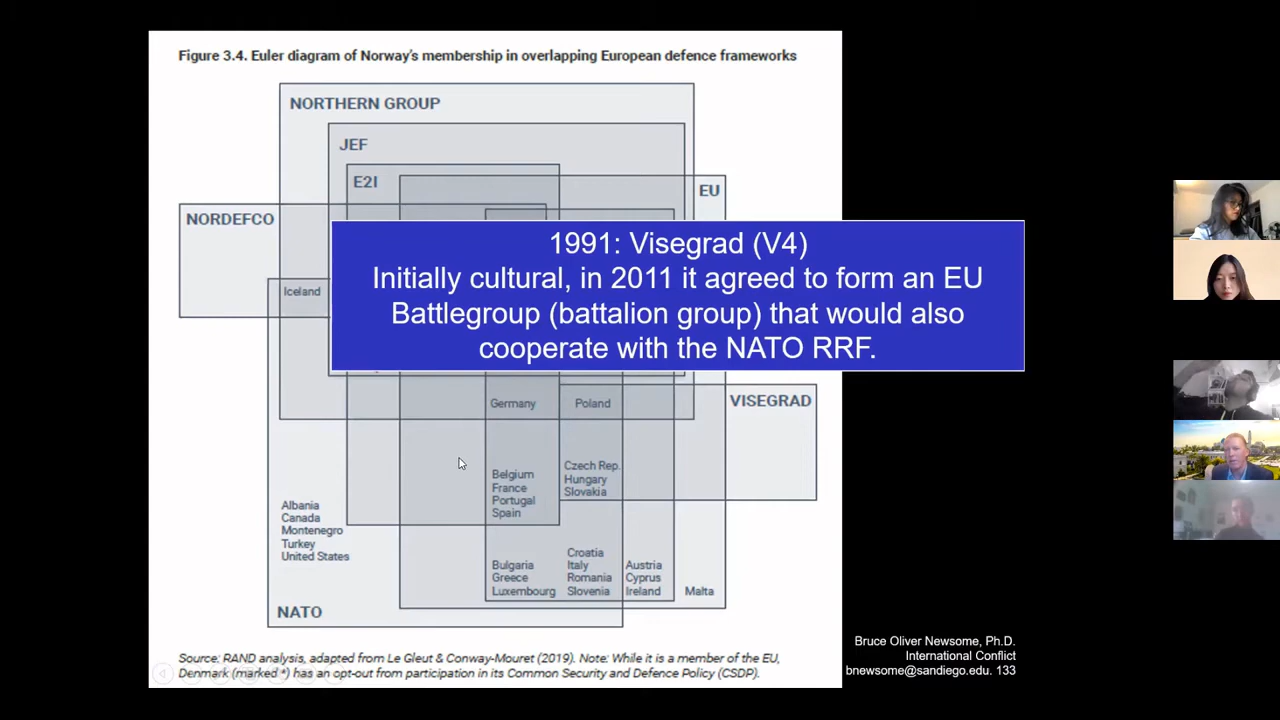 Figure 3.4. Euler diagram of Norway's membership in overlapping European defence frameworks
NORTHERN GROUP
JEF
E2I
EU
NORDEFCO
1991: Visegrad (V4)
Initially cultural, in 2011 it agreed to form an EU
Battlegroup (battalion group) that would also
cooperate with the NATO RRF.
Iceland
Germany
Poland
VISEGRAD
Belgium
France
Portugal
Spain
Czech Rep.
Hungary
Slovakia
Albania
Canada
Montenegro
Turkey
United States
Bulgaria
Greece
Luxembourg
Croatia
Italy
Romania
Slovenia
Austria
Cyprus
Ireland
Malta
NATO
Source: RAND analysis, adapted from Le Gleut & Conway-Mouret (2019). Note: While it is a member of the EU,
Denmark (marked *) has an opt-out from participation in its Common Security and Defence Policy (CSDP).
Bruce Oliver Newsome, Ph.D.
International Conflict
bnewsome@sandiego.edu. 133